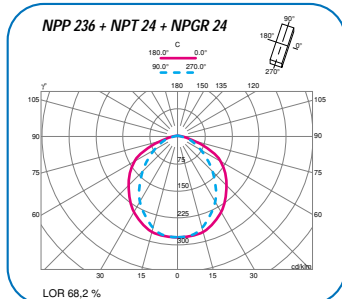 NPP 236 + NPT 24 + NPGR 24
90°
180°
0°
270°
C
180.0° 0.0°
90.0° 270.0°
γ° 180 150 135 120
105 105
90 90
75 75 75
150
60 60
225
300
cd/klm
30 15 0 15 30
LOR 68,2 %